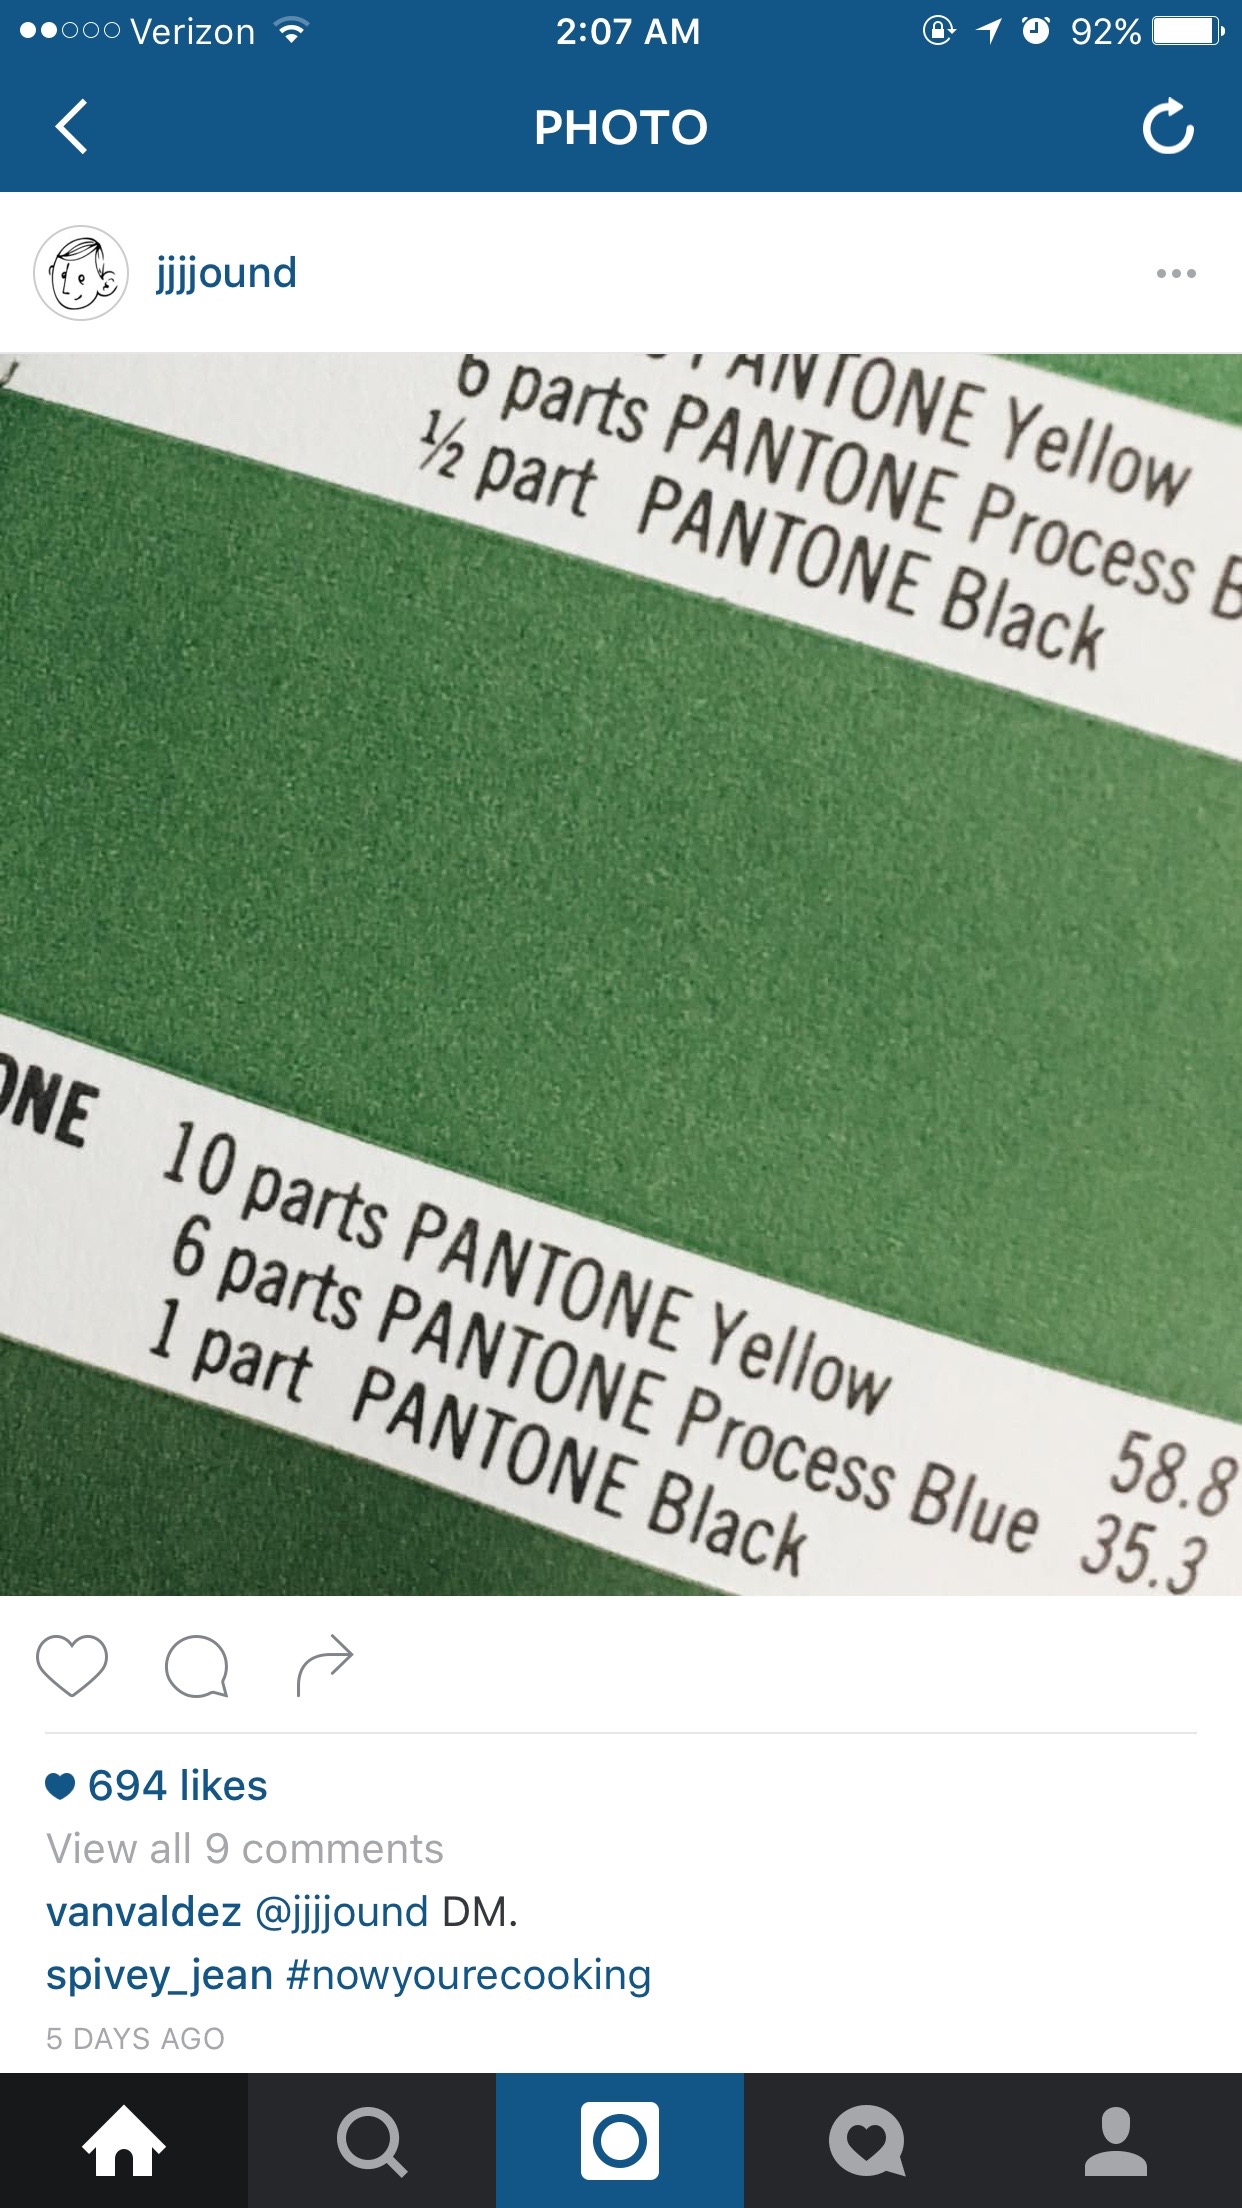 Verizon 2:07 AM 92%
PHOTO
jjjjound
PANTONE Yellow
6 parts PANTONE Process
½ part PANTONE Black
10 parts PANTONE Yellow 58.8
6 parts PANTONE Process Blue 35.3
1 part PANTONE Black
694 likes
View all 9 comments
vanvaldez @jjjjound DM.
spivey_jean #nowyourecooking
5 DAYS AGO